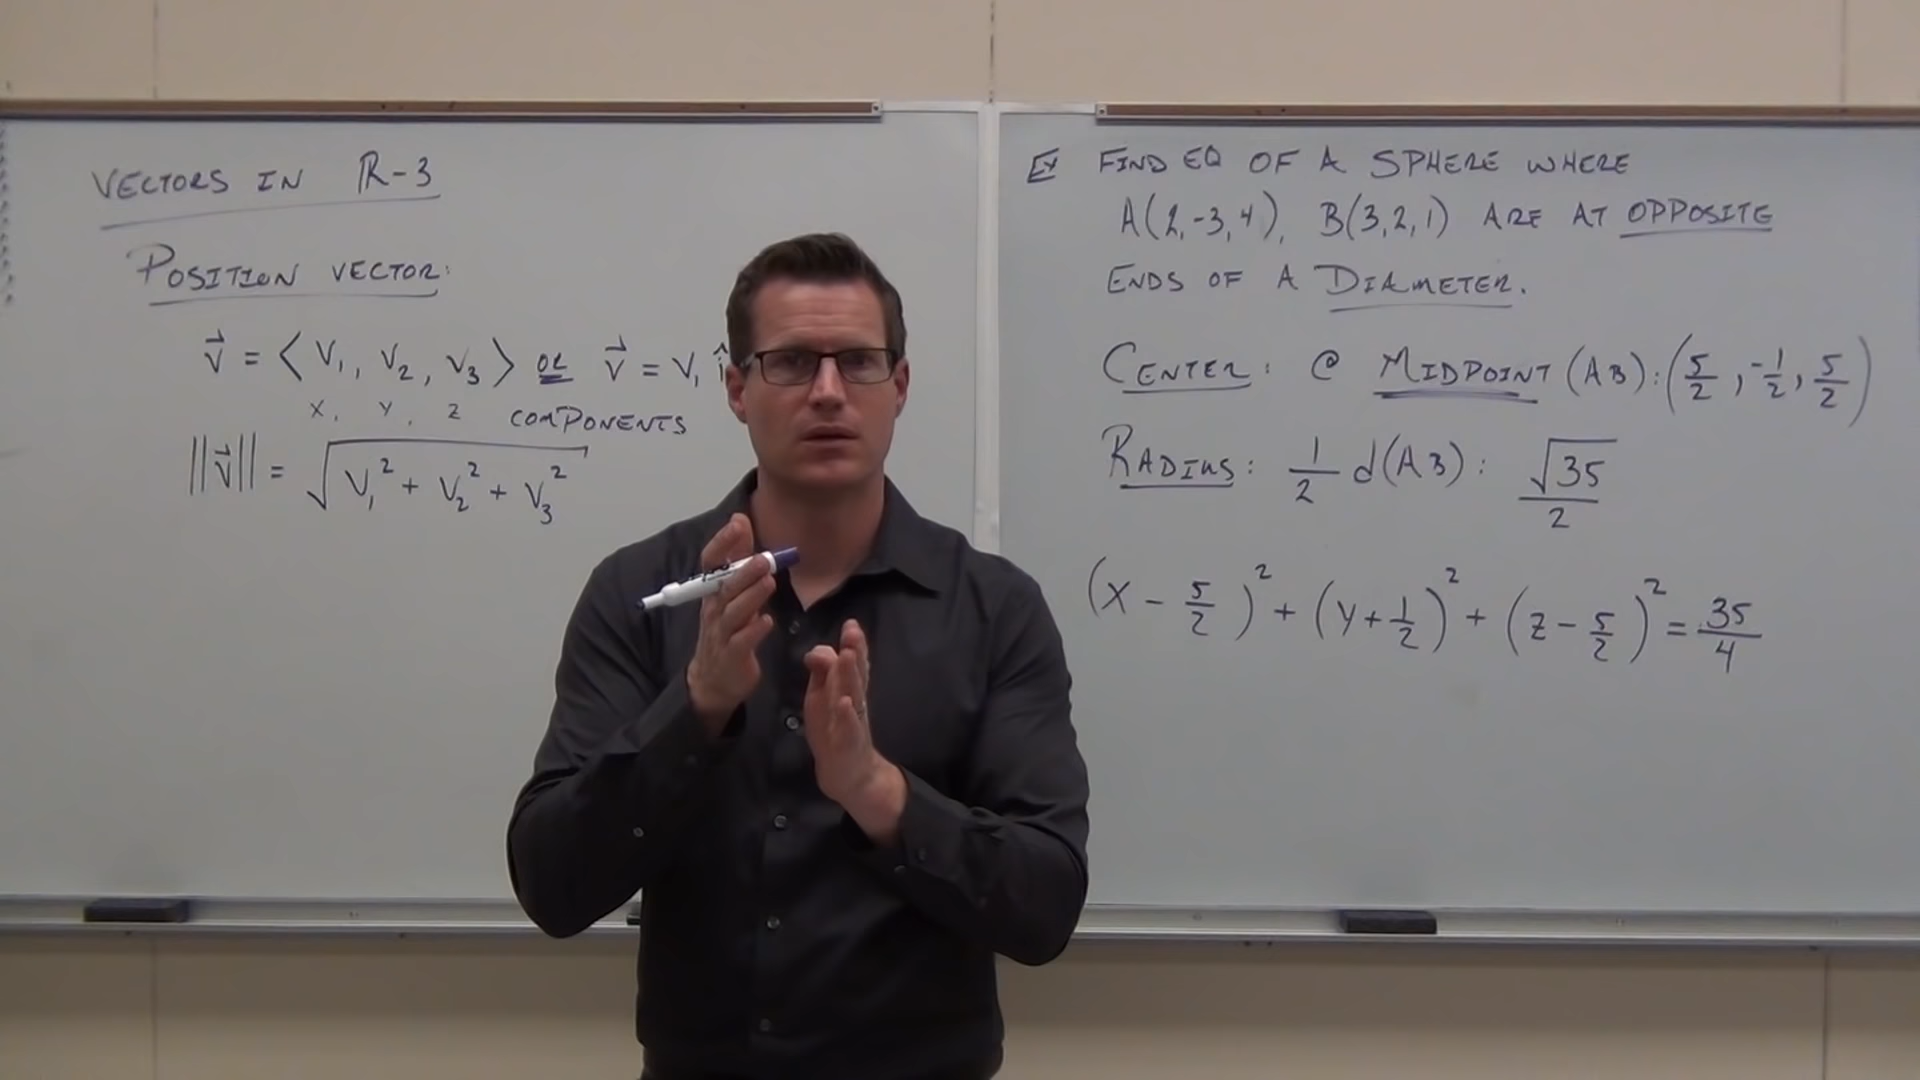 VECTORS IN ℝ-3
POSITION VECTOR:
v⃗ = ⟨ V₁, V₂, V₃ ⟩ OR v⃗ = V₁ î
X, Y, Z COMPONENTS
||v⃗|| = √(V₁² + V₂² + V₃²)
EX FIND EQ OF A SPHERE WHERE
A(2,-3,4), B(3,2,1) ARE AT OPPOSITE
ENDS OF A DIAMETER.
CENTER: @ MIDPOINT (AB): (5/2, -1/2, 5/2)
RADIUS: 1/2 d(AB): √35/2
(X - 5/2)² + (Y + 1/2)² + (Z - 5/2)² = 35/4